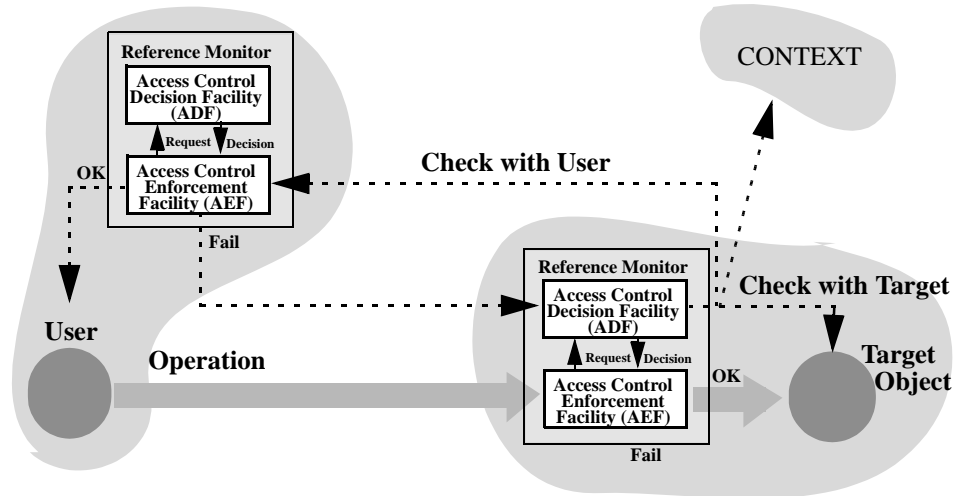 Reference Monitor
Access Control
Decision Facility
(ADF)
Request
Decision
OK
Access Control
Enforcement
Facility (AEF)
Fail
CONTEXT
Check with User
Reference Monitor
Access Control
Decision Facility
(ADF)
Request
Decision
Access Control
Enforcement
Facility (AEF)
OK
Fail
Check with Target
User
Operation
Target
Object